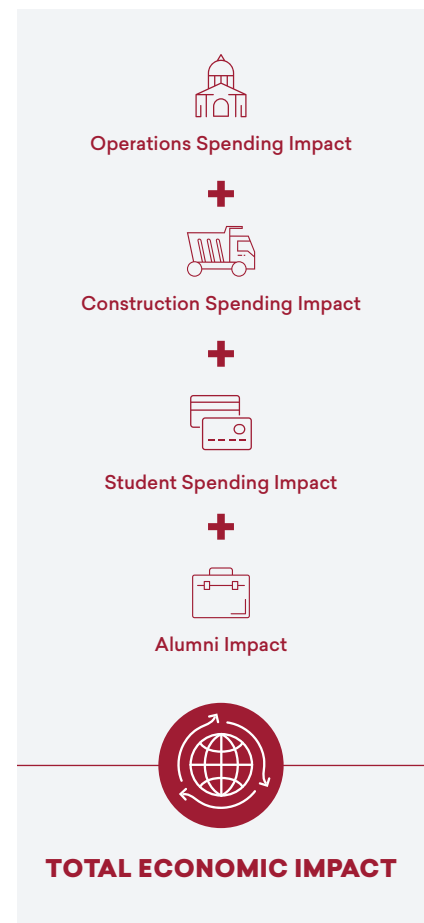 Operations Spending Impact
+
Construction Spending Impact
+
Student Spending Impact
+
Alumni Impact
TOTAL ECONOMIC IMPACT